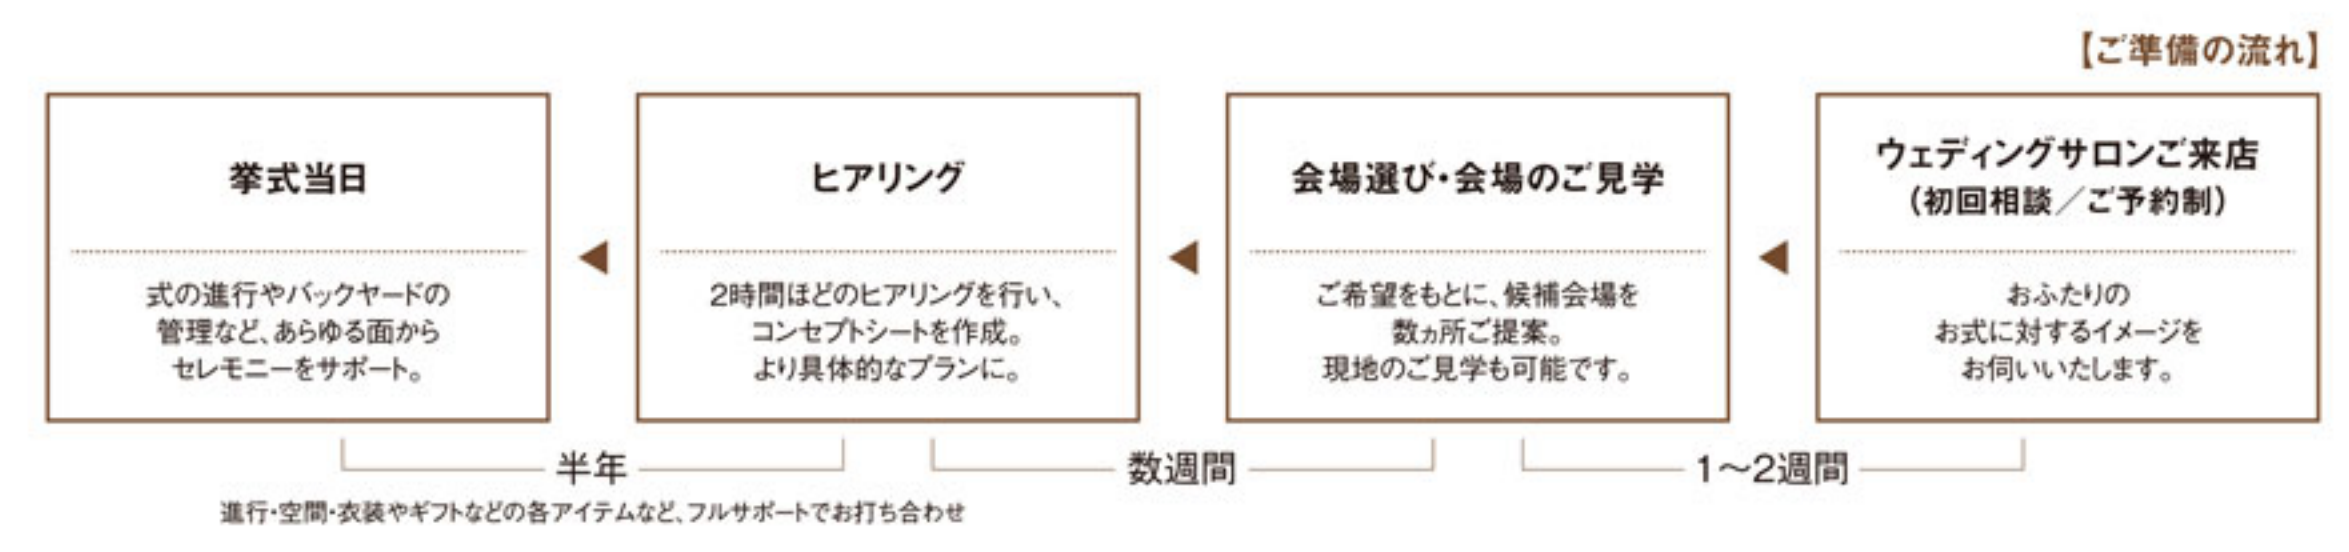 【ご準備の流れ】
ウェディングサロンご来店
（初回相談／ご予約制）
おふたりの
お式に対するイメージを
お伺いいたします。
1～2週間
会場選び・会場のご見学
ご希望をもとに、候補会場を
数ヵ所ご提案。
現地のご見学も可能です。
数週間
ヒアリング
2時間ほどのヒアリングを行い、
コンセプトシートを作成。
より具体的なプランに。
半年
進行・空間・衣装やギフトなどの各アイテムなど、フルサポートでお打ち合わせ
挙式当日
式の進行やバックヤードの
管理など、あらゆる面から
セレモニーをサポート。